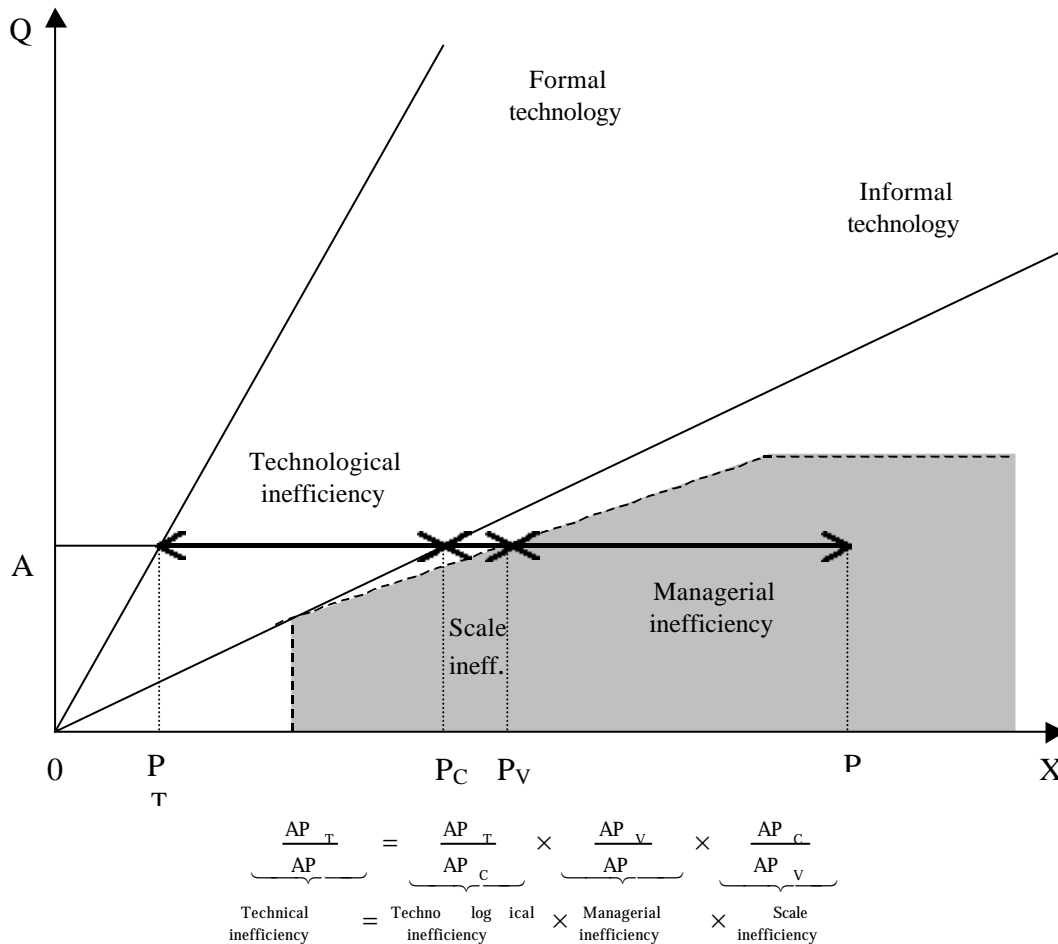 Q
Formal
technology
Informal
technology
Technological
inefficiency
A
Managerial
inefficiency
Scale
ineff.
0 P T P_C P_V P X
AP_T / AP = AP_T / AP_C × AP_V / AP × AP_C / AP_V
Technical = Techno log ical × Managerial × Scale
inefficiency inefficiency inefficiency inefficiency